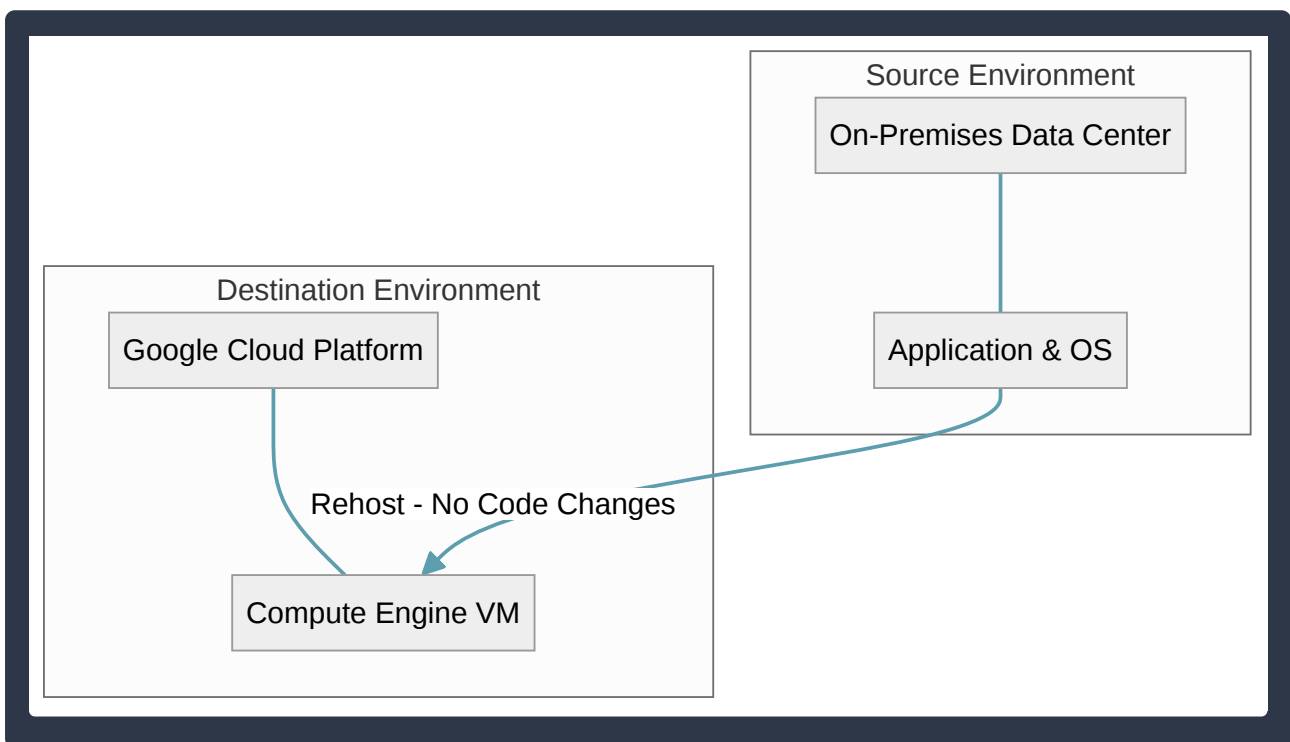 Source Environment
On-Premises Data Center
Destination Environment
Google Cloud Platform
Application & OS
Rehost - No Code Changes
Compute Engine VM